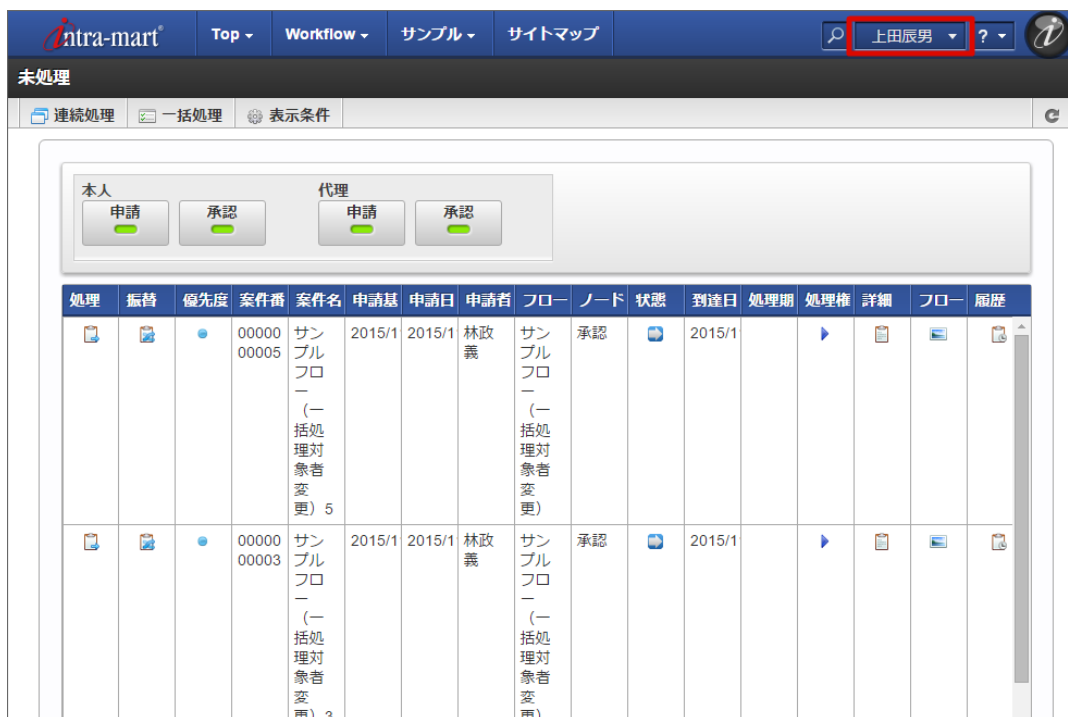 intra-mart® Top Workflow サンプル サイトマップ 上田辰男 ?
未処理
連続処理 一括処理 表示条件
本人 代理
申請 承認 申請 承認
処理 振替 優先度 案件番 案件名 申請基 申請日 申請者 フロー ノード 状態 到達日 処理期 処理権 詳細 フロー 履歴
00000 サン 2015/1 2015/1 林政 サン 承認 2015/1
00005 プル 義 プル
フロ フロ
ー ー
（一 （一
括処 括処
理対 理対
象者 象者
変 変
更）5 更）
00000 サン 2015/1 2015/1 林政 サン 承認 2015/1
00003 プル 義 プル
フロ フロ
ー ー
（一 （一
括処 括処
理対 理対
象者 象者
変 変
更）3 更）